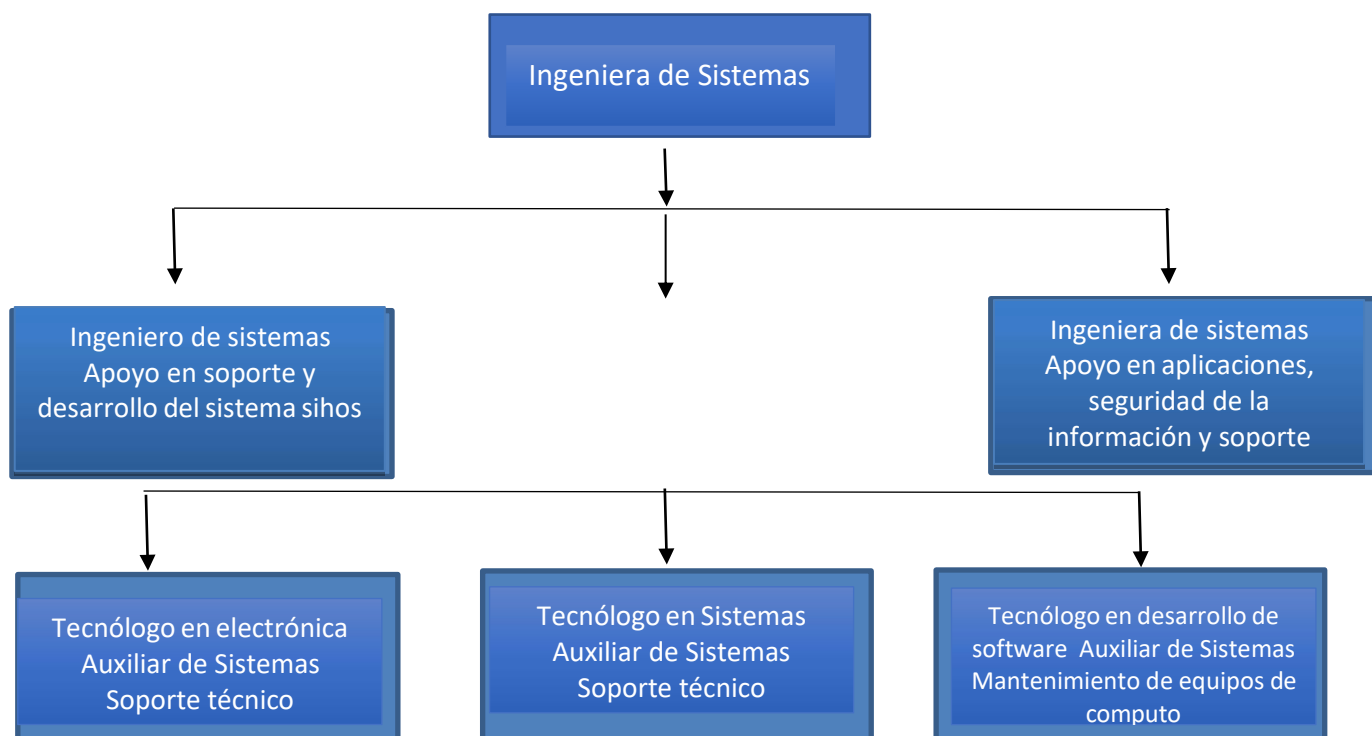 Ingeniera de Sistemas
Ingeniero de sistemas
Apoyo en soporte y
desarrollo del sistema sihos
Ingeniera de sistemas
Apoyo en aplicaciones,
seguridad de la
información y soporte
Tecnólogo en electrónica
Auxiliar de Sistemas
Soporte técnico
Tecnólogo en Sistemas
Auxiliar de Sistemas
Soporte técnico
Tecnólogo en desarrollo de
software Auxiliar de Sistemas
Mantenimiento de equipos de
computo